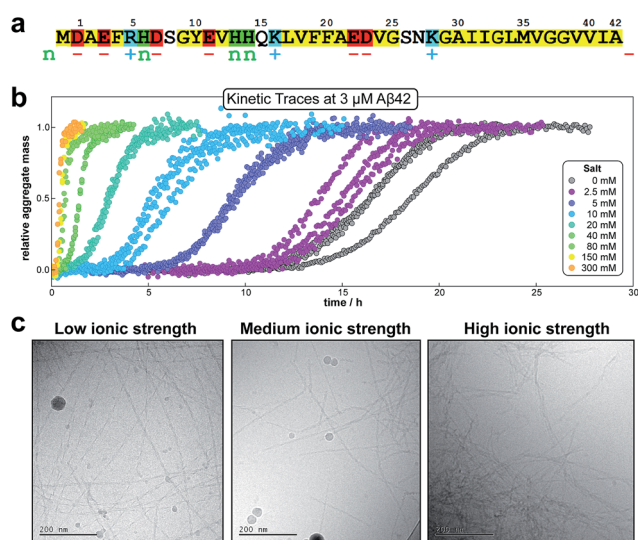 a
1 5 10 15 20 25 30 35 40 42
MDAEFRHDSGYEVHHQKLVFFAEDVGSNKGAIIGLMVGGVVIA
n − − + n − − n n + − − + −
b
Kinetic Traces at 3 µM Aβ42
relative aggregate mass
1.0
0.5
0.0
Salt
0 mM
2.5 mM
5 mM
10 mM
20 mM
40 mM
80 mM
150 mM
300 mM
0 5 10 15 20 25 30
time / h
c
Low ionic strength Medium ionic strength High ionic strength
200 nm 200 nm 200 nm